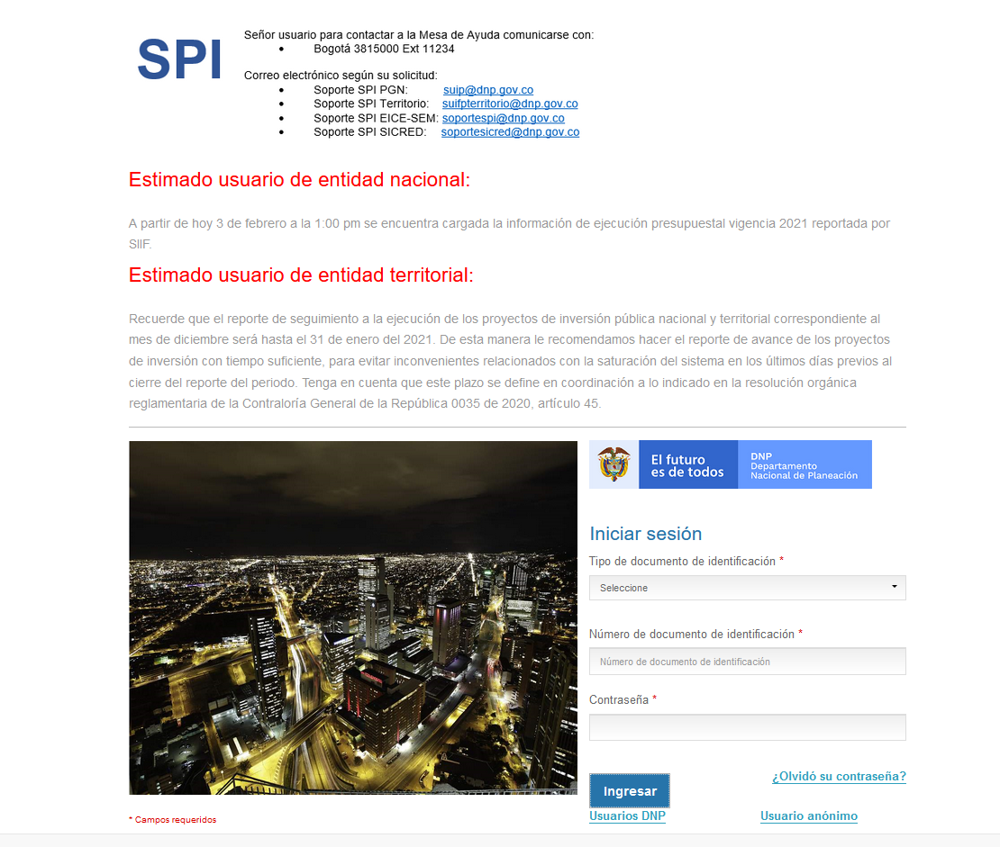 SPI
Señor usuario para contactar a la Mesa de Ayuda comunicarse con:
• Bogotá 3815000 Ext 11234
Correo electrónico según su solicitud:
• Soporte SPI PGN: suip@dnp.gov.co
• Soporte SPI Territorio: suifpterritorio@dnp.gov.co
• Soporte SPI EICE-SEM: soportespi@dnp.gov.co
• Soporte SPI SICRED: soportesicred@dnp.gov.co
Estimado usuario de entidad nacional:
A partir de hoy 3 de febrero a la 1:00 pm se encuentra cargada la información de ejecución presupuestal vigencia 2021 reportada por
SIIF.
Estimado usuario de entidad territorial:
Recuerde que el reporte de seguimiento a la ejecución de los proyectos de inversión pública nacional y territorial correspondiente al
mes de diciembre será hasta el 31 de enero del 2021. De esta manera le recomendamos hacer el reporte de avance de los proyectos
de inversión con tiempo suficiente, para evitar inconvenientes relacionados con la saturación del sistema en los últimos días previos al
cierre del reporte del periodo. Tenga en cuenta que este plazo se define en coordinación a lo indicado en la resolución orgánica
reglamentaria de la Contraloría General de la República 0035 de 2020, artículo 45.
El futuro
es de todos
DNP
Departamento
Nacional de Planeación
Iniciar sesión
Tipo de documento de identificación *
Seleccione
Número de documento de identificación *
Número de documento de identificación
Contraseña *
¿Olvidó su contraseña?
Ingresar
Usuarios DNP
Usuario anónimo
* Campos requeridos